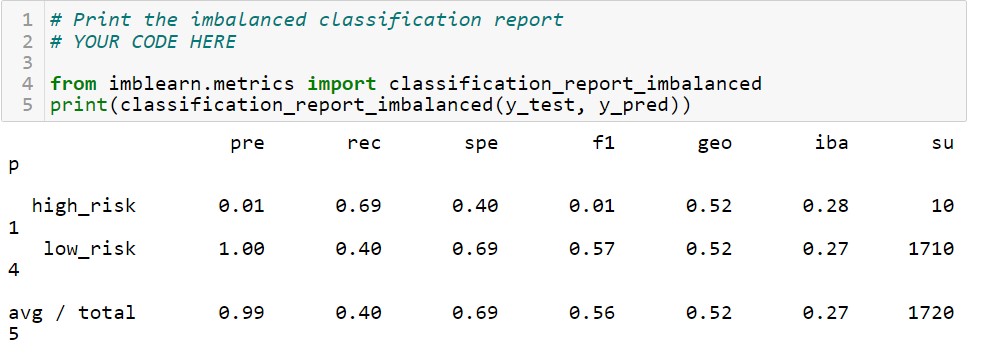 1 # Print the imbalanced classification report
2 # YOUR CODE HERE
3
4 from imblearn.metrics import classification_report_imbalanced
5 print(classification_report_imbalanced(y_test, y_pred))
pre rec spe f1 geo iba su
p
high_risk 0.01 0.69 0.40 0.01 0.52 0.28 10
1
low_risk 1.00 0.40 0.69 0.57 0.52 0.27 1710
4
avg / total 0.99 0.40 0.69 0.56 0.52 0.27 1720
5